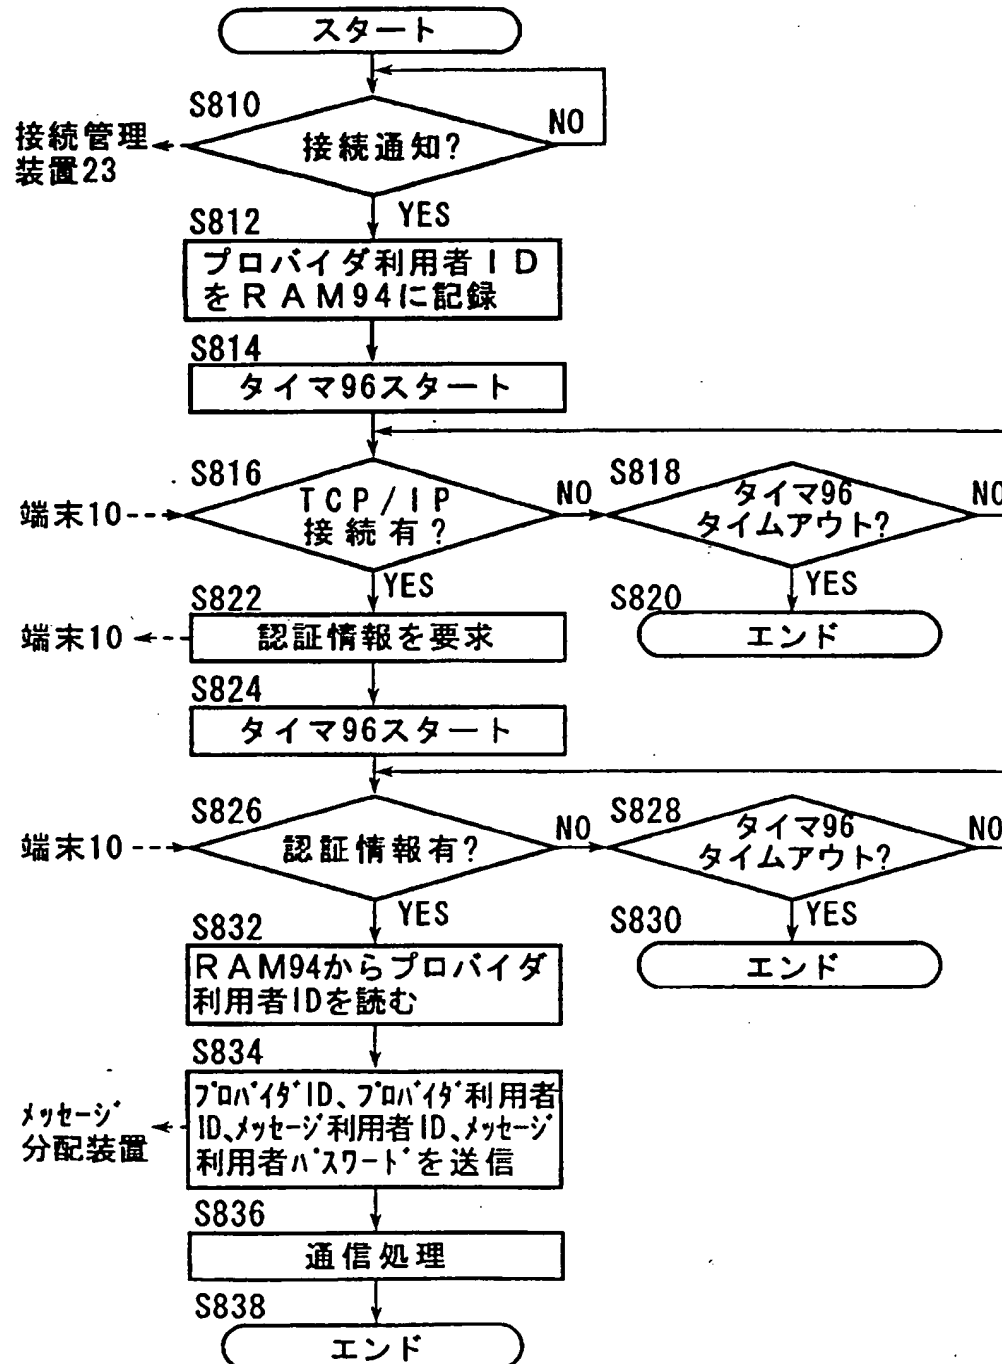 スタート
S810
接続通知?
NO
接続管理
装置23
YES
S812
プロバイダ利用者ID
をRAM94に記録
S814
タイマ96スタート
S816
端末10
TCP/IP
接続有?
NO
S818
タイマ96
タイムアウト?
NO
YES
YES
S820
エンド
S822
端末10
認証情報を要求
S824
タイマ96スタート
S826
端末10
認証情報有?
NO
S828
タイマ96
タイムアウト?
NO
YES
YES
S830
エンド
S832
RAM94からプロバイダ
利用者IDを読む
S834
プロバイダID、プロバイダ利用者
ID、メッセージ利用者ID、メッセージ
利用者パスワードを送信
メッセージ
分配装置
S836
通信処理
S838
エンド